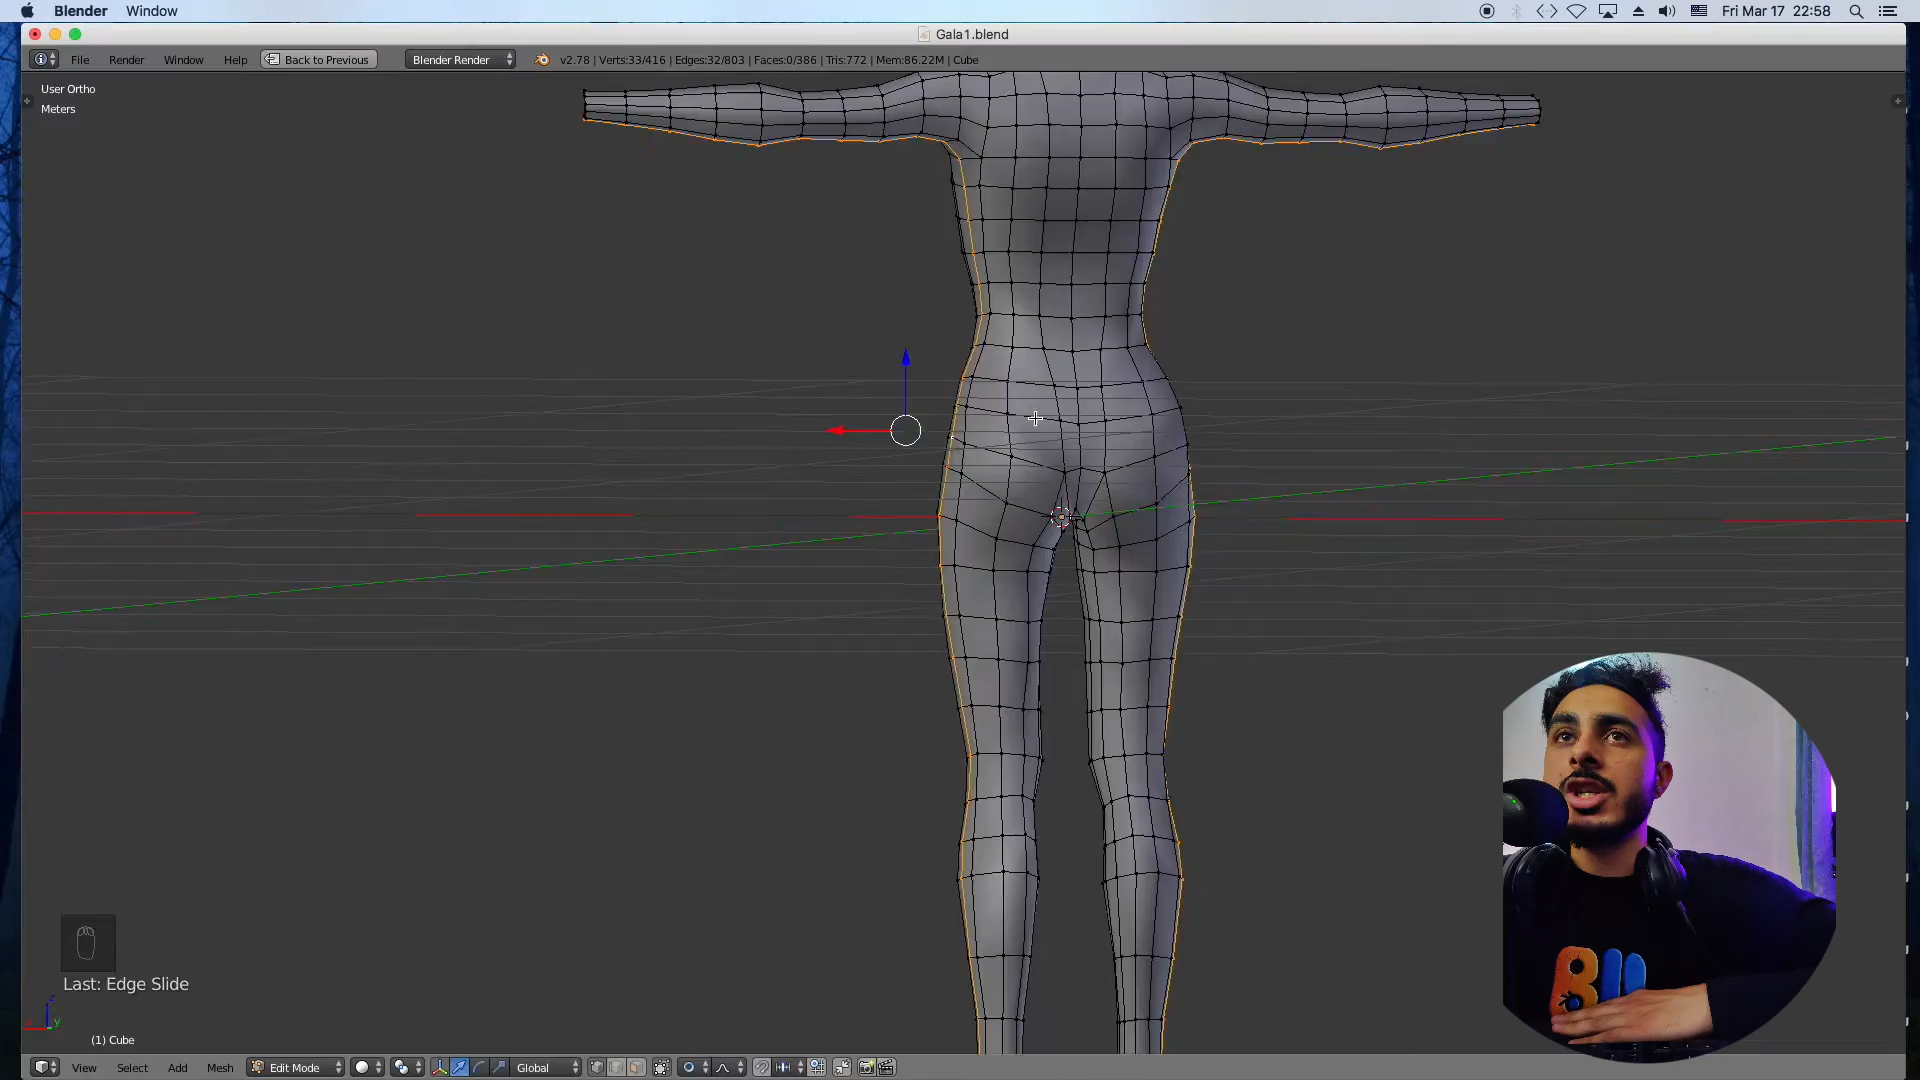 Blender Window Fri Mar 17 22:58
Gala1.blend
File Render Window Help Back to Previous Blender Render v2.78 | Verts:33/416 | Edges:32/803 | Faces:0/386 | Tris:772 | Mem:86.22M | Cube
User Ortho
Meters
Last: Edge Slide
z
y
(1) Cube
View Select Add Mesh Edit Mode Global